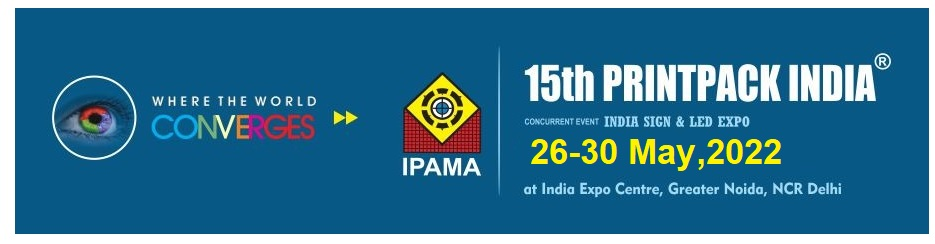 WHERE THE WORLD
CONVERGES
IPAMA
15th PRINTPACK INDIA®
CONCURRENT EVENT INDIA SIGN & LED EXPO
26-30 May,2022
at India Expo Centre, Greater Noida, NCR Delhi